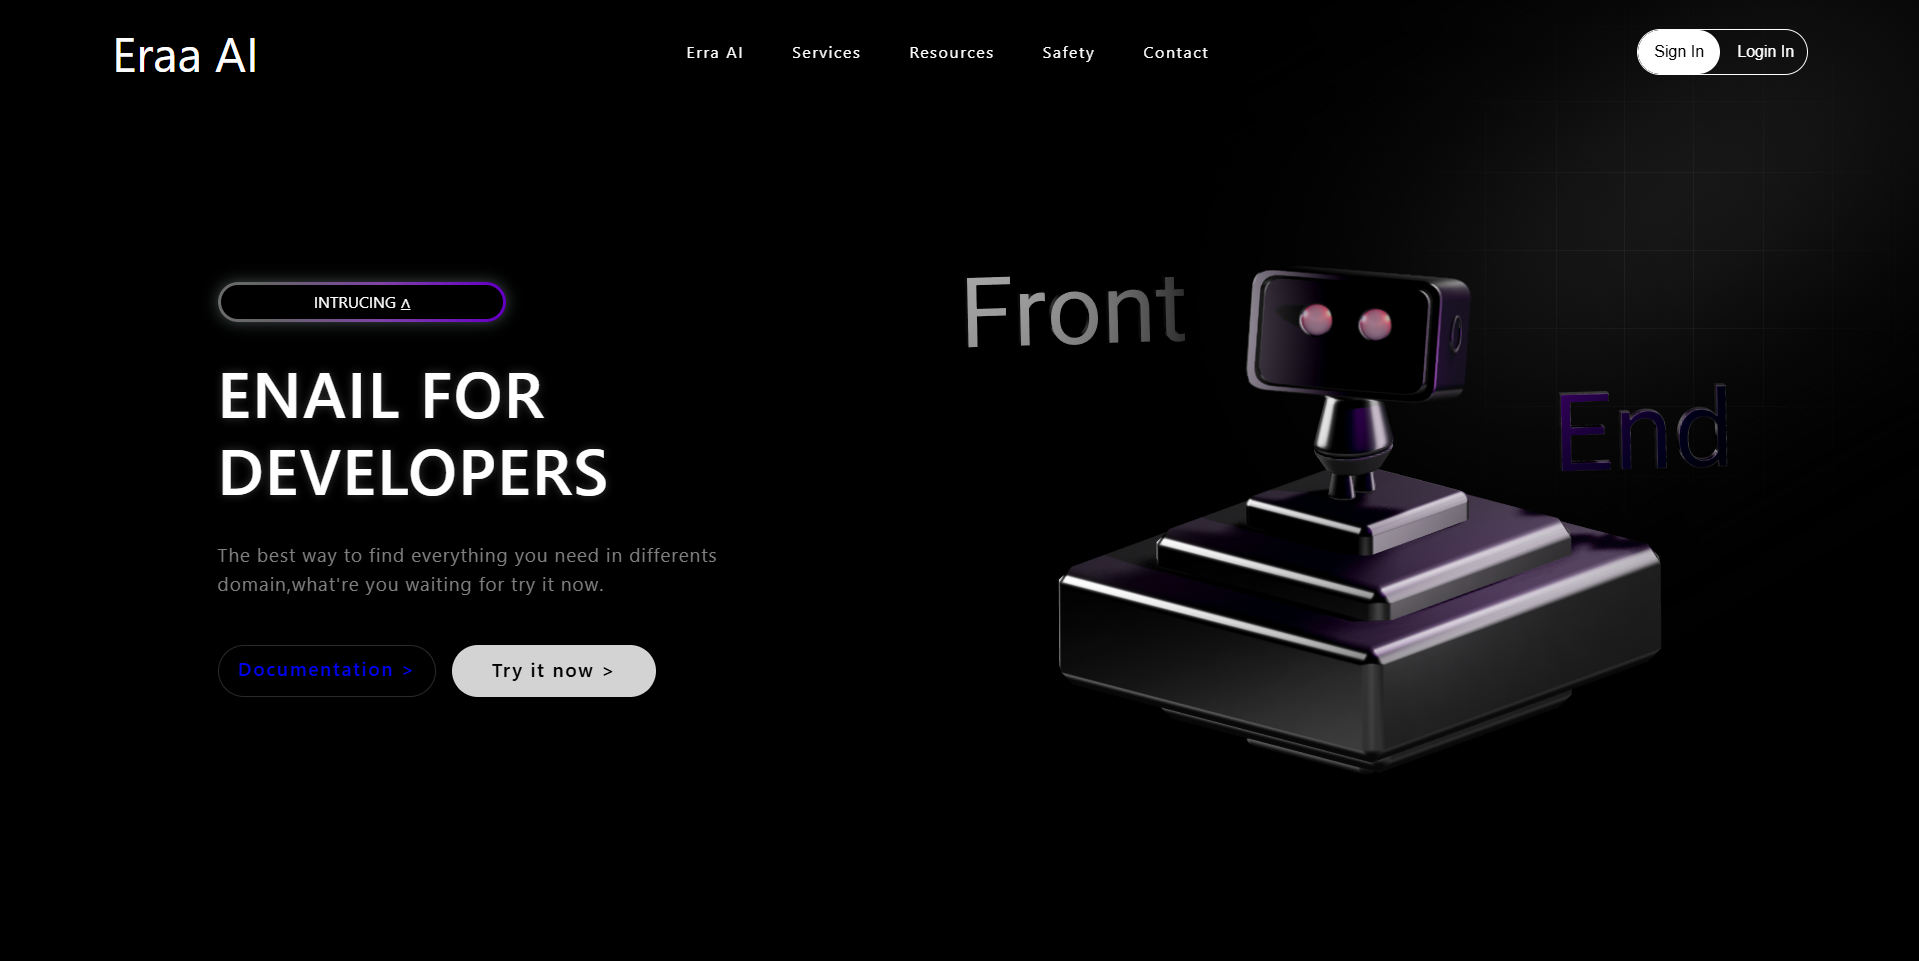 Eraa AI
Erra AI
Services
Resources
Safety
Contact
Sign In
Login In
INTRUCING Δ
ENAIL FOR
DEVELOPERS
The best way to find everything you need in differents
domain,what're you waiting for try it now.
Documentation >
Try it now >
Front
End